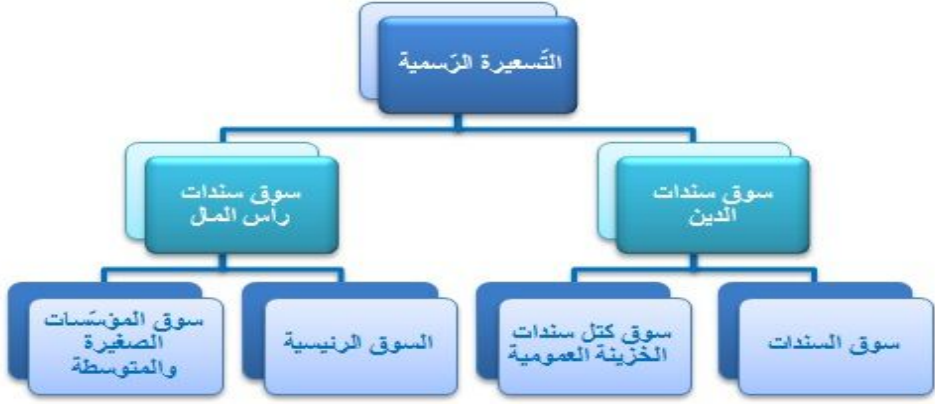 التّسعيرة الرّسمية
سوق سندات
الدين
سوق سندات
رأس المال
سوق السندات
سوق كتل سندات
الخزينة العمومية
السوق الرئيسية
سوق المؤسّسات
الصغيرة
والمتوسطة